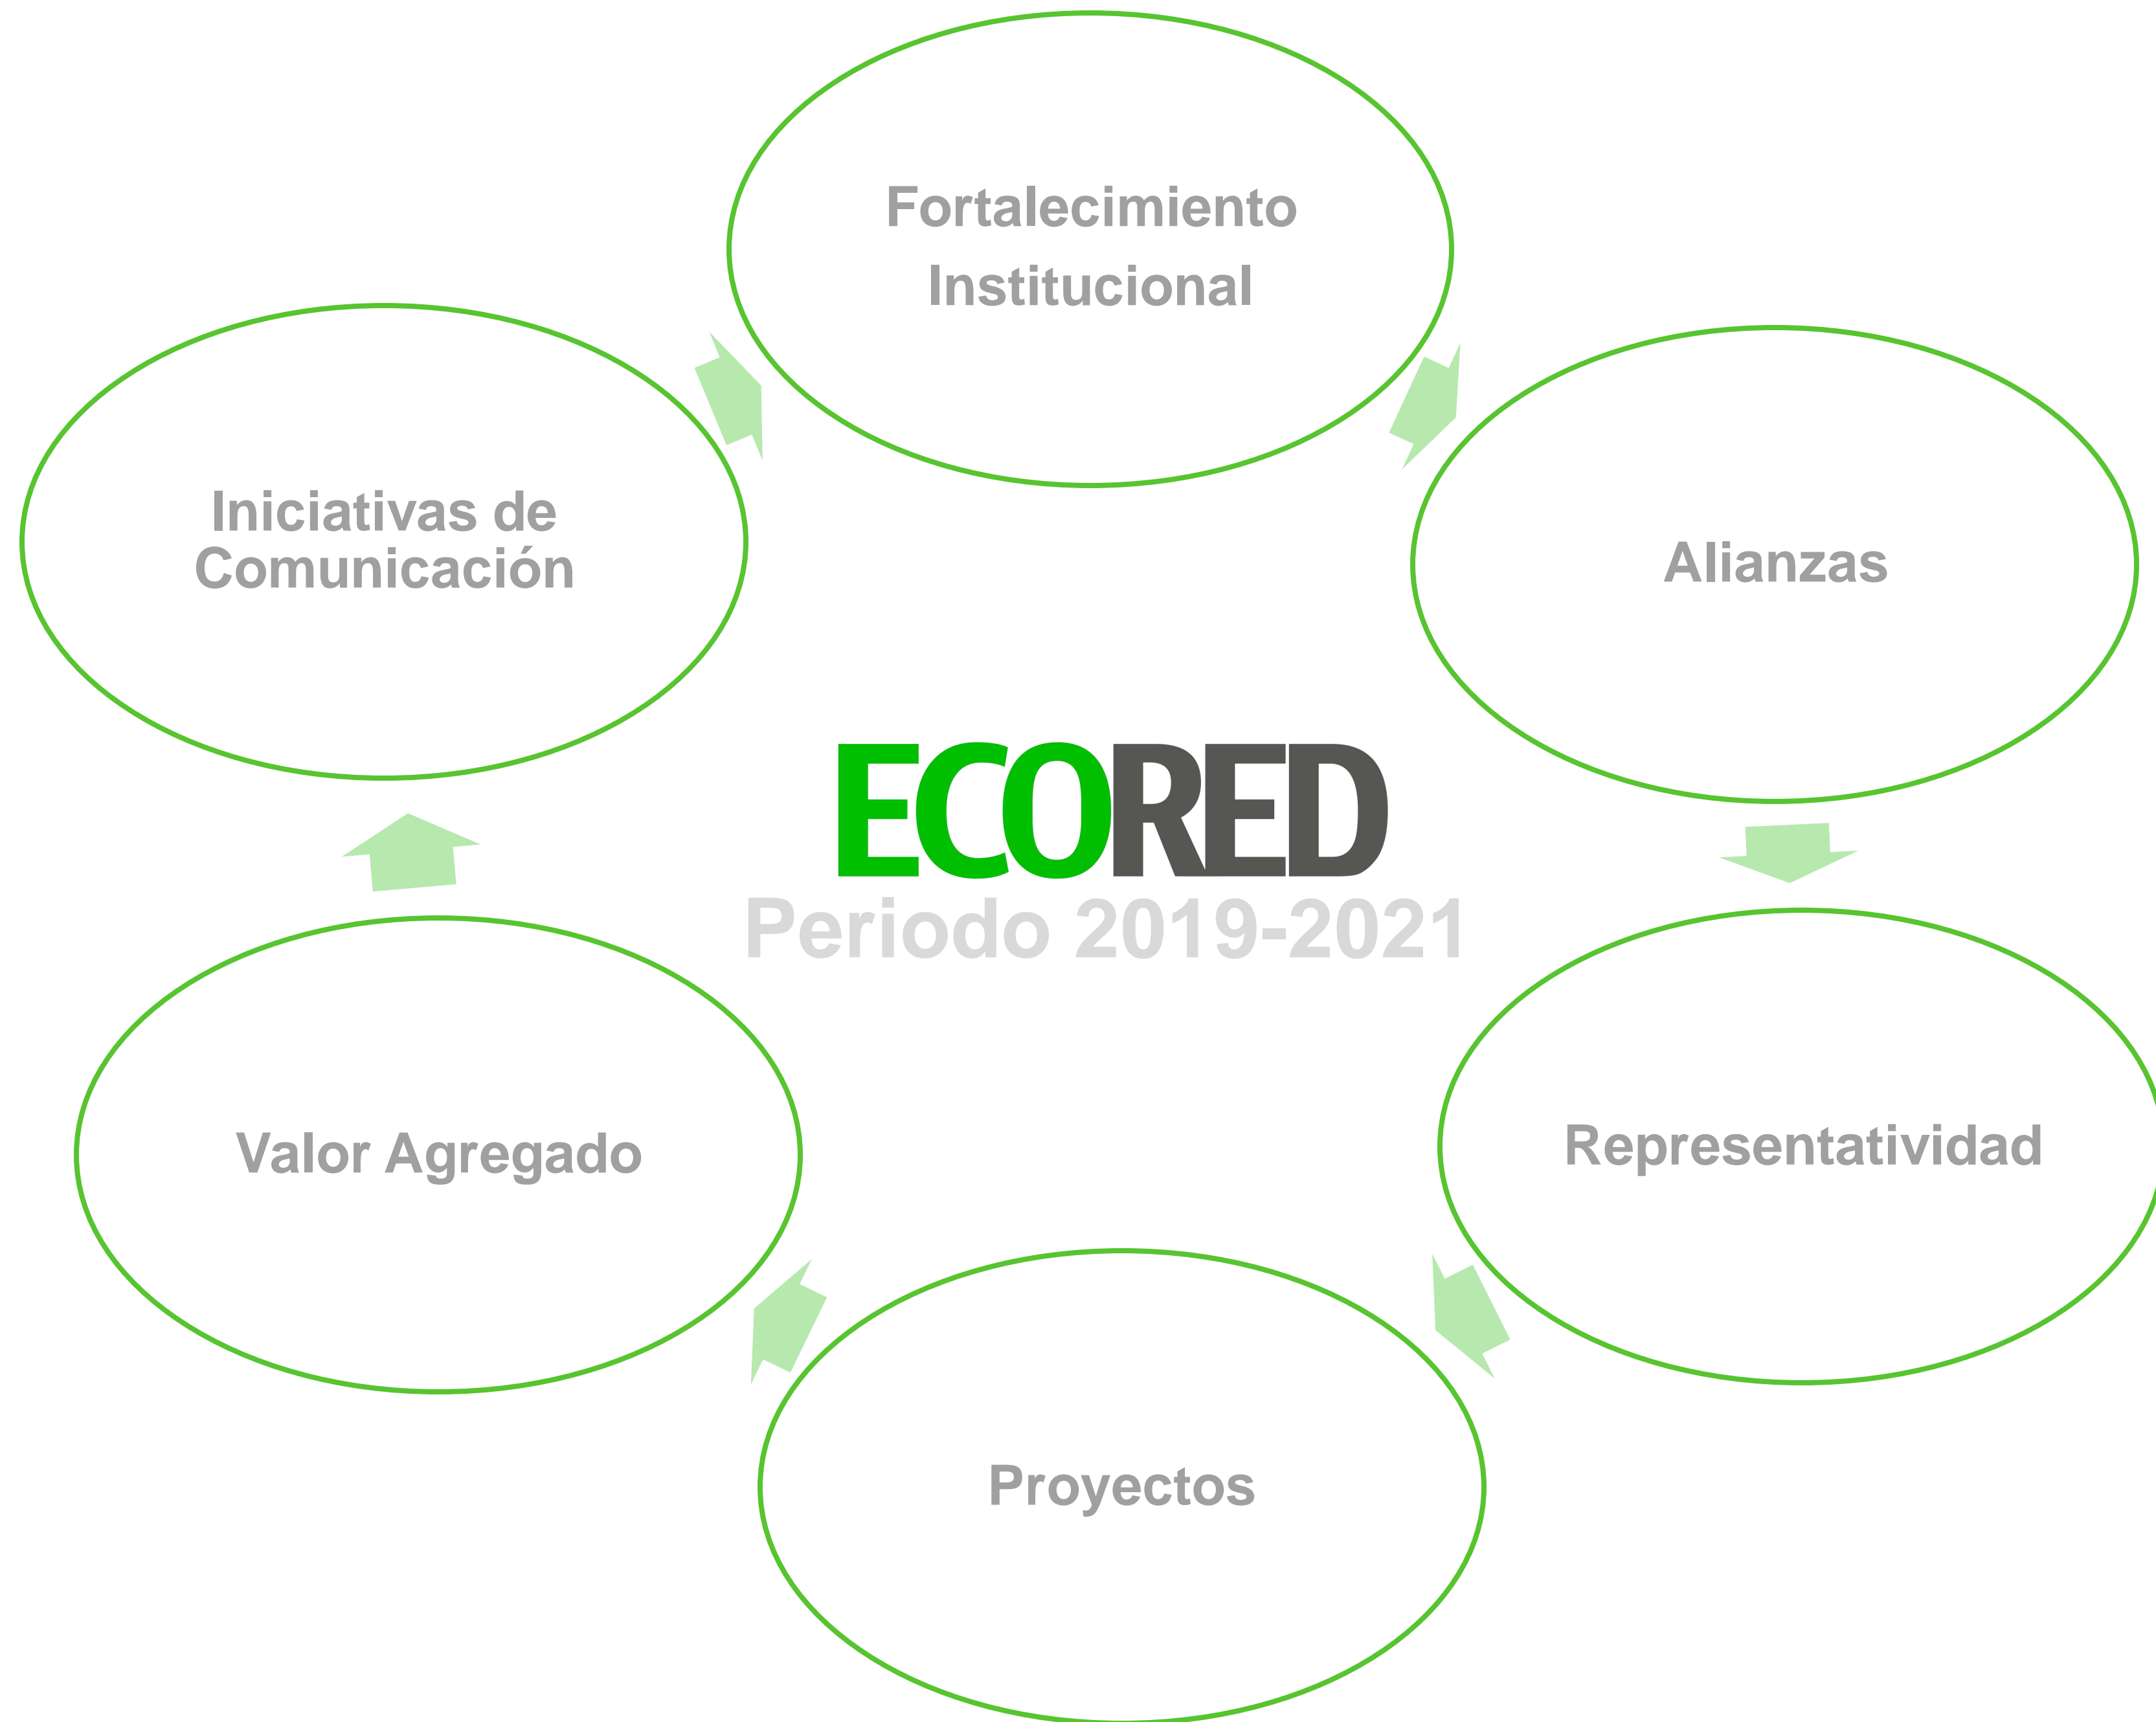 Fortalecimiento
Institucional
Iniciativas de
Comunicación
Alianzas
ECORED
Periodo 2019-2021
Valor Agregado
Representatividad
Proyectos